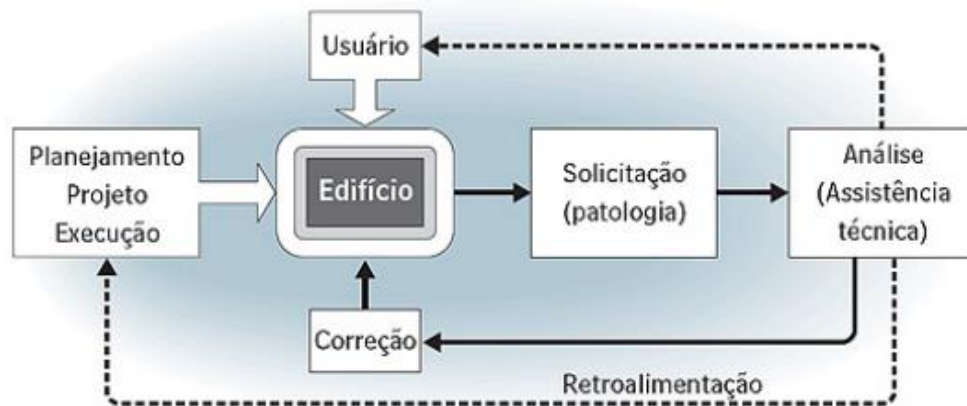 Usuário
Planejamento
Projeto
Execução
Edifício
Solicitação
(patologia)
Análise
(Assistência
técnica)
Correção
Retroalimentação